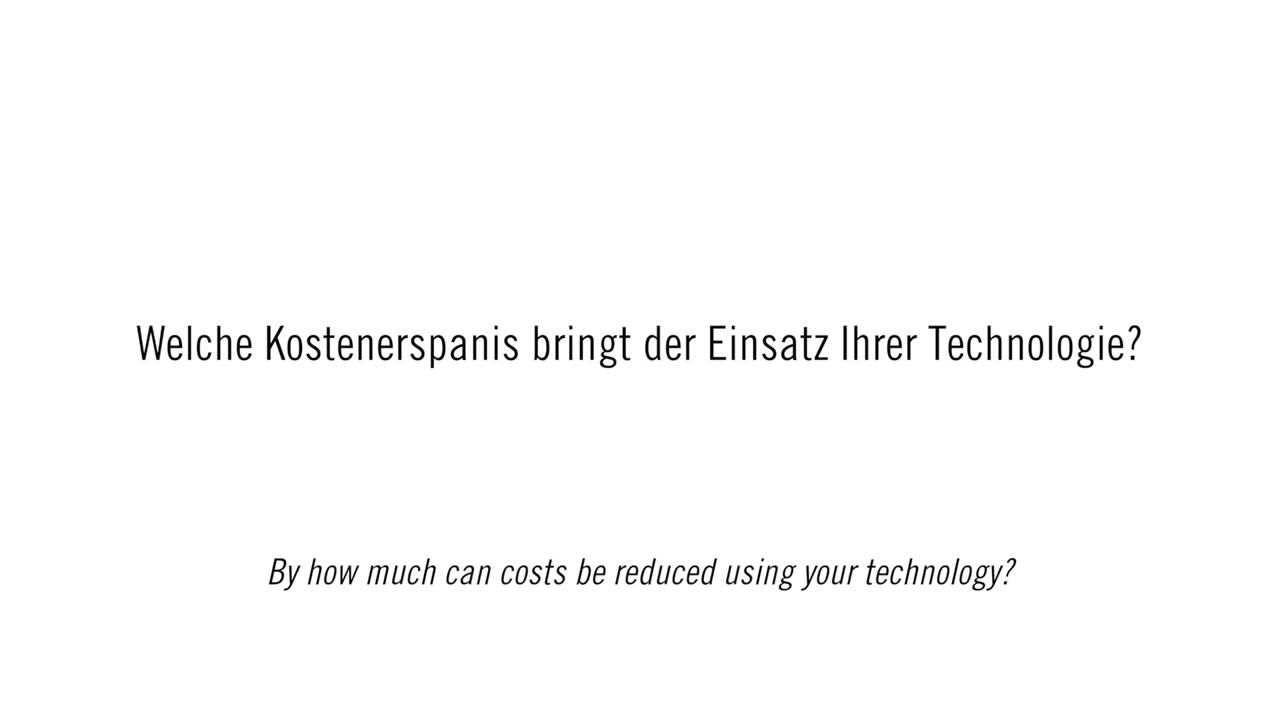 Welche Kostenerspanis bringt der Einsatz Ihrer Technologie?
By how much can costs be reduced using your technology?